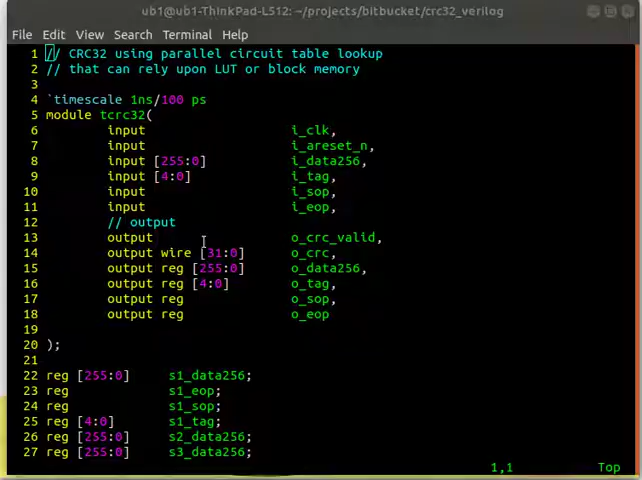 ub1@ub1-ThinkPad-L512: ~/projects/bitbucket/crc32_verilog
File Edit View Search Terminal Help
1 // CRC32 using parallel circuit table lookup
2 // that can rely upon LUT or block memory
3
4 `timescale 1ns/100 ps
5 module tcrc32(
6 input i_clk,
7 input i_areset_n,
8 input [255:0] i_data256,
9 input [4:0] i_tag,
10 input i_sop,
11 input i_eop,
12 // output
13 output o_crc_valid,
14 output wire [31:0] o_crc,
15 output reg [255:0] o_data256,
16 output reg [4:0] o_tag,
17 output reg o_sop,
18 output reg o_eop
19
20 );
21
22 reg [255:0] s1_data256;
23 reg s1_eop;
24 reg s1_sop;
25 reg [4:0] s1_tag;
26 reg [255:0] s2_data256;
27 reg [255:0] s3_data256;
1,1 Top